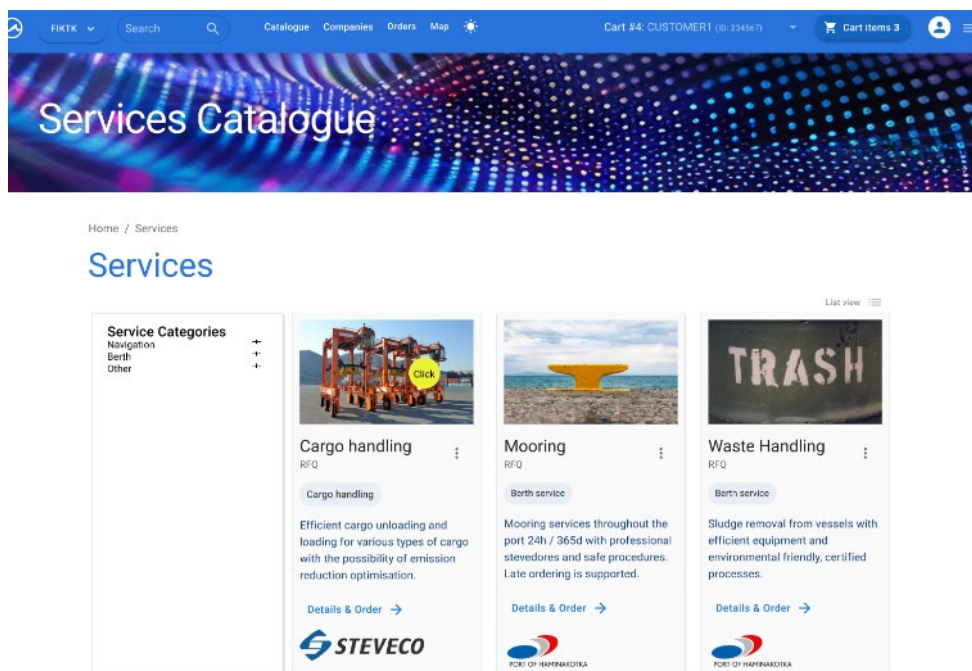 FIKTK
Search
Catalogue Companies Orders Map
Cart #4: CUSTOMER1 (ID: 234567)
Cart items 3
Services Catalogue
Home / Services
Services
List view
Service Categories
Navigation +
Berth +
Other +
Click
TRASH
Cargo handling
RFQ
Cargo handling
Efficient cargo unloading and
loading for various types of cargo
with the possibility of emission
reduction optimisation.
Details & Order →
STEVECO
Mooring
RFQ
Berth service
Mooring services throughout the
port 24h / 365d with professional
stevedores and safe procedures.
Late ordering is supported.
Details & Order →
PORT OF HAMINAKOTKA
Waste Handling
RFQ
Berth service
Sludge removal from vessels with
efficient equipment and
environmental friendly, certified
processes.
Details & Order →
PORT OF HAMINAKOTKA